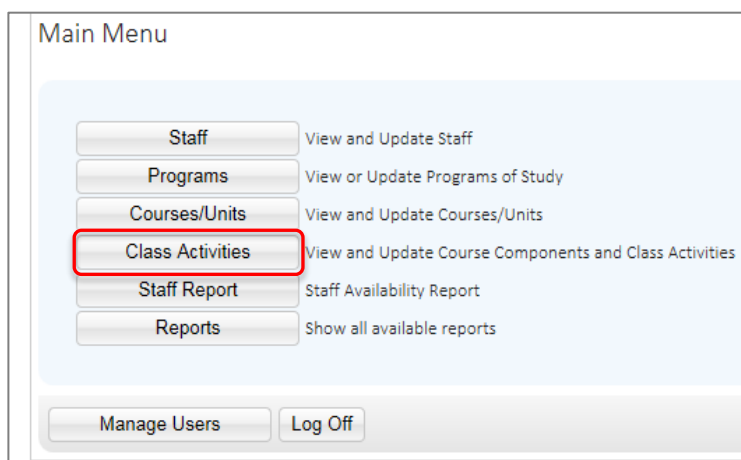 Main Menu
Staff View and Update Staff
Programs View or Update Programs of Study
Courses/Units View and Update Courses/Units
Class Activities View and Update Course Components and Class Activities
Staff Report Staff Availability Report
Reports Show all available reports
Manage Users Log Off